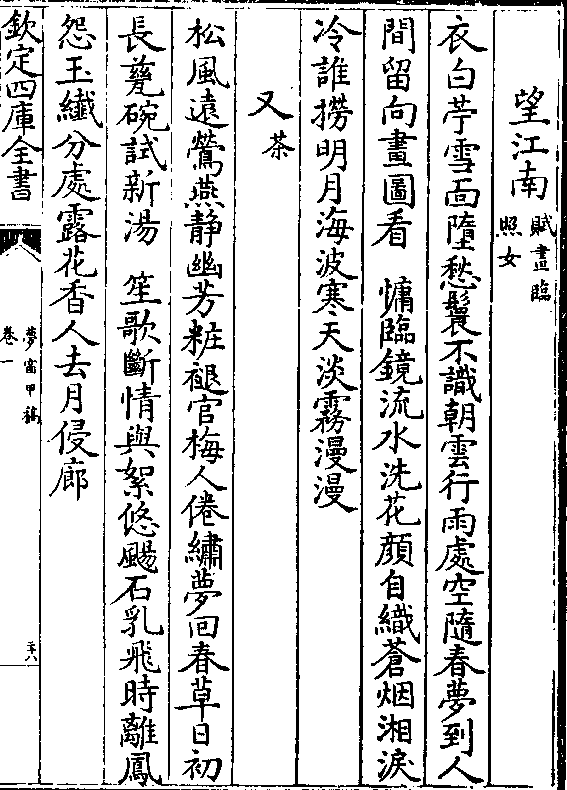 望江南賦畫臨照女
衣白苧雪面墮愁鬟不識朝雲行雨處空隨春夢到人
間留向畫圖看　慵臨鏡流水洗花顏自織蒼烟湘淚
冷誰撈明月海波寒天淡霧漫漫
又茶
松風遠鶯燕靜幽芳粧褪宮梅人倦繡夢回春草日初
長甆碗試新湯　笙歌斷情與絮悠颺石乳飛時離鳳
怨玉纖分處露花香人去月侵廊
欽定四庫全書
夢窗甲稿
卷一
二十八